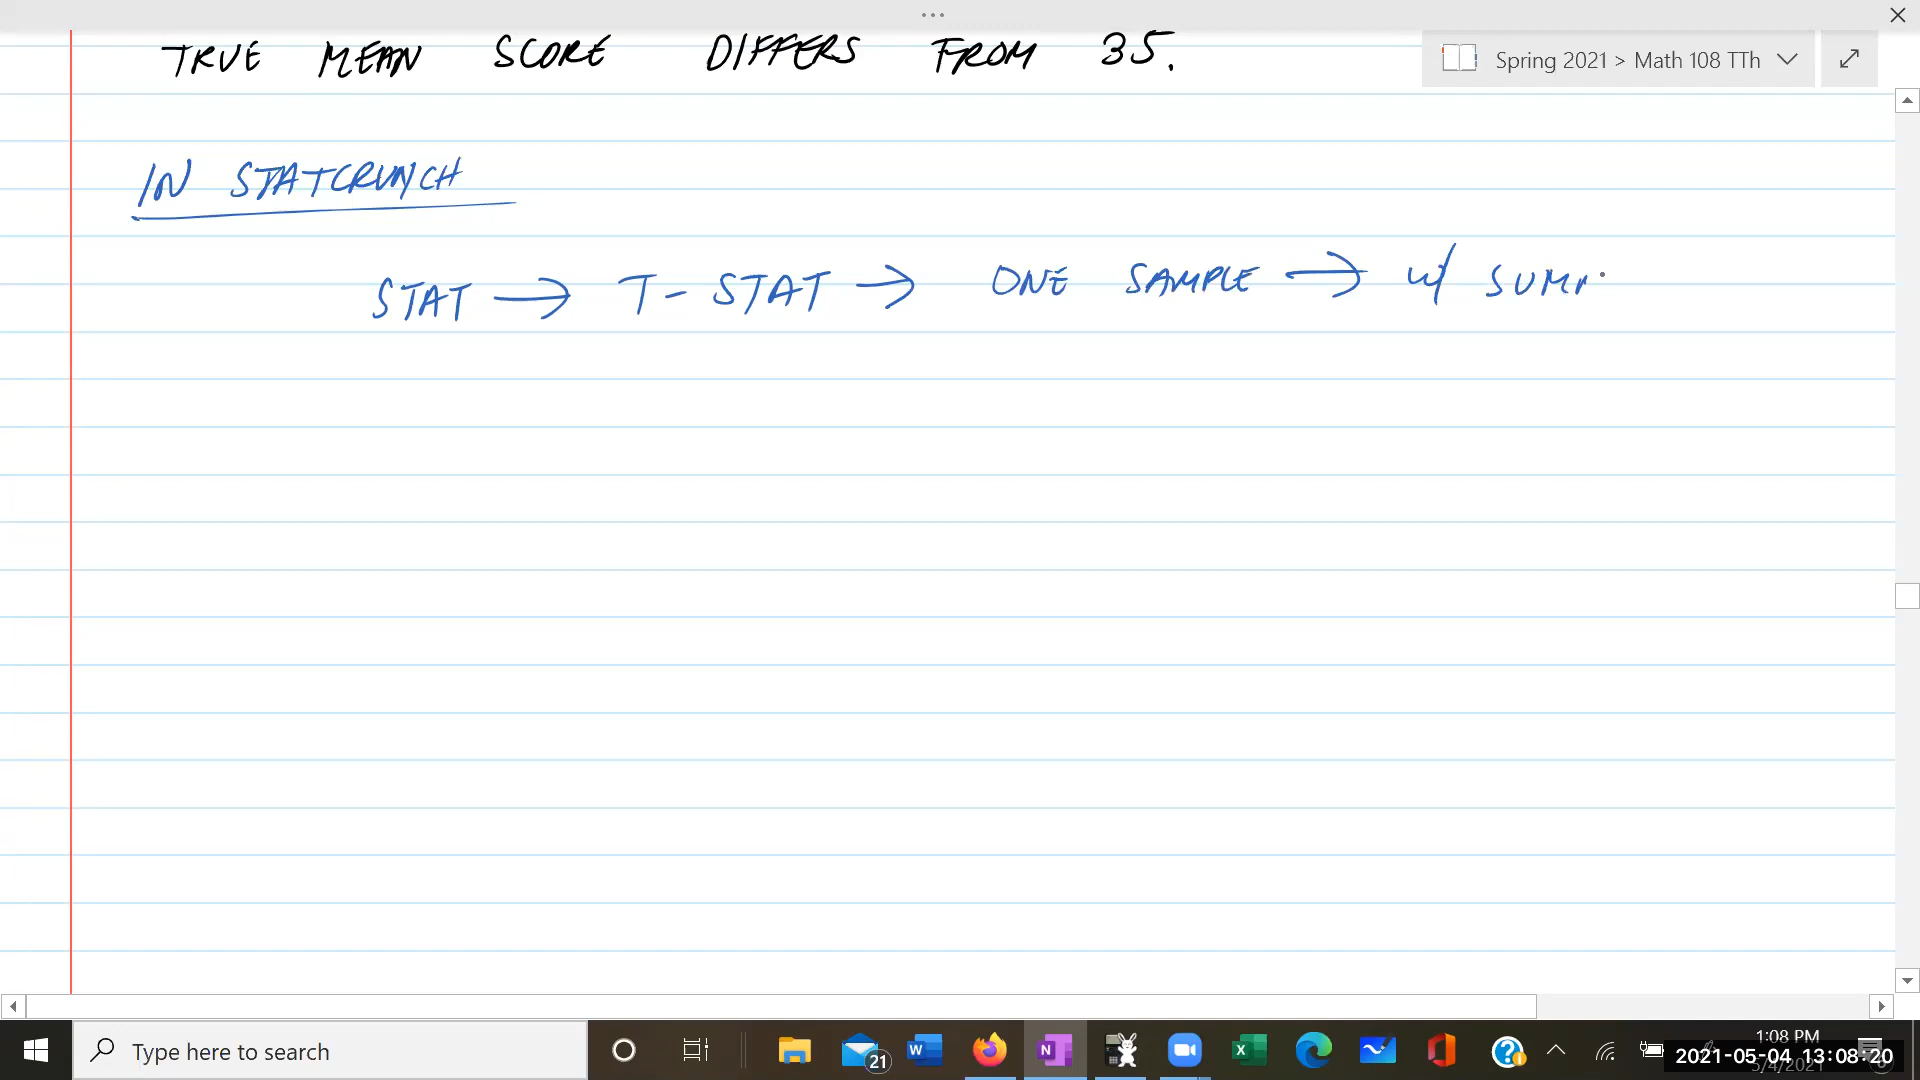 TRUE MEAN SCORE DIFFERS FROM 35.
Spring 2021 > Math 108 TTh
IN STATCRUNCH
STAT → T-STAT → ONE SAMPLE → w/ SUMM
Type here to search
21
1:08 PM
2021-05-04 13:08:20